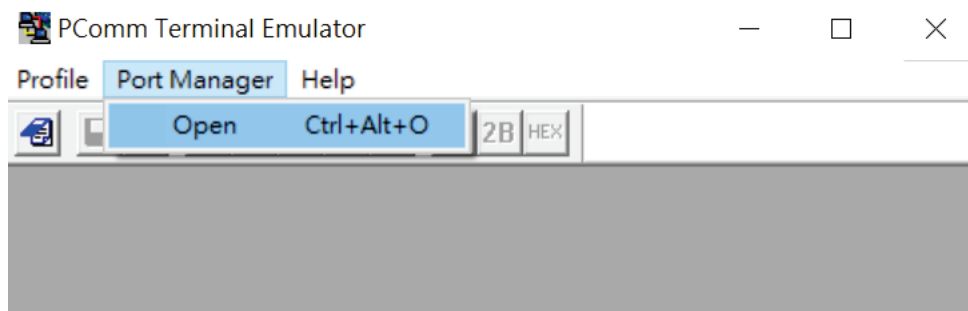 PComm Terminal Emulator
Profile Port Manager Help
Open Ctrl+Alt+O
2B HEX